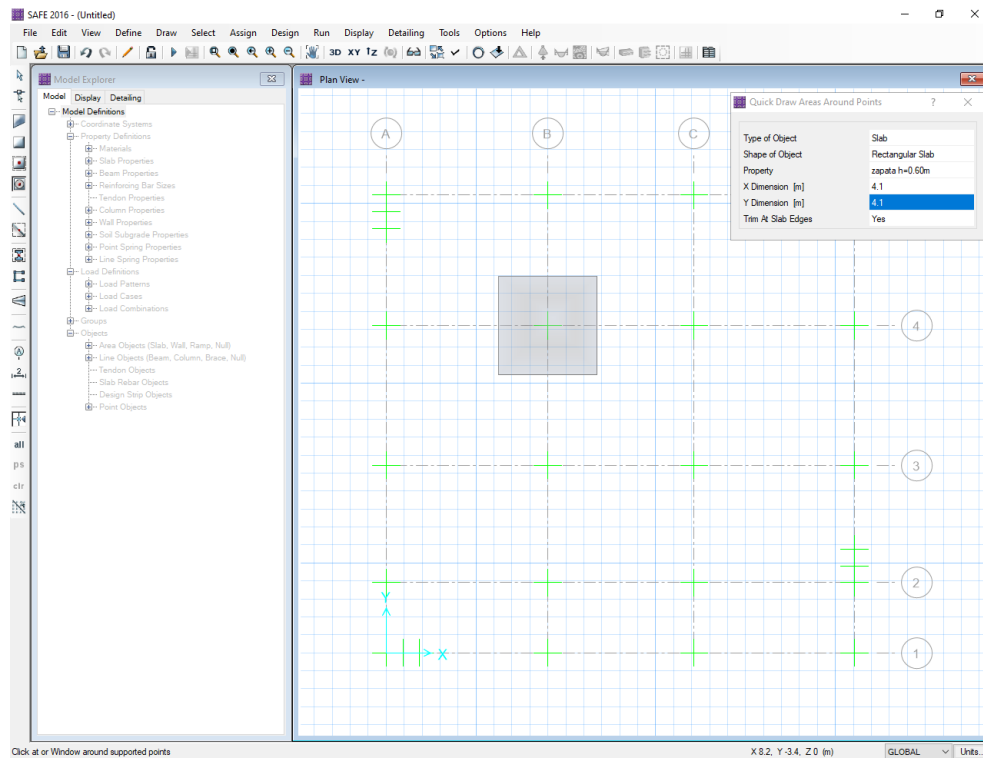 SAFE 2016 - (Untitled)
File Edit View Define Draw Select Assign Design Run Display Detailing Tools Options Help
3D XY
Model Explorer
Model Display Detailing
Model Definitions
Coordinate Systems
Property Definitions
Materials
Slab Properties
Beam Properties
Reinforcing Bar Sizes
Tendon Properties
Column Properties
Wall Properties
Soil Subgrade Properties
Point Spring Properties
Line Spring Properties
Load Definitions
Load Patterns
Load Cases
Load Combinations
Groups
Objects
Area Objects (Slab, Wall, Ramp, Null)
Line Objects (Beam, Column, Brace, Null)
Tendon Objects
Slab Rebar Objects
Design Strip Objects
Point Objects
all
ps
clr
Plan View -
A B C
4
3
2
1
Y
X
Quick Draw Areas Around Points ?
Type of Object Slab
Shape of Object Rectangular Slab
Property zapata h=0.60m
X Dimension [m] 4.1
Y Dimension [m] 4.1
Trim At Slab Edges Yes
Click at or Window around supported points
X 8.2, Y -3.4, Z 0 (m) GLOBAL Units...